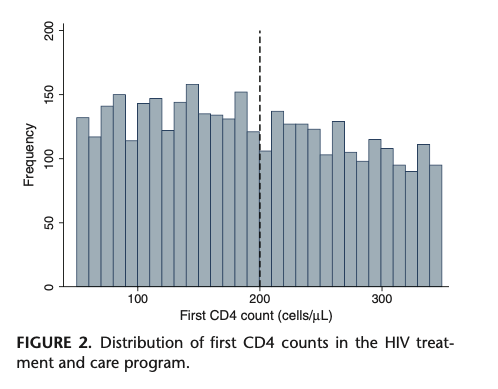 200
150
100
50
0
Frequency
100
200
300
First CD4 count (cells/μL)
FIGURE 2. Distribution of first CD4 counts in the HIV treat-
ment and care program.